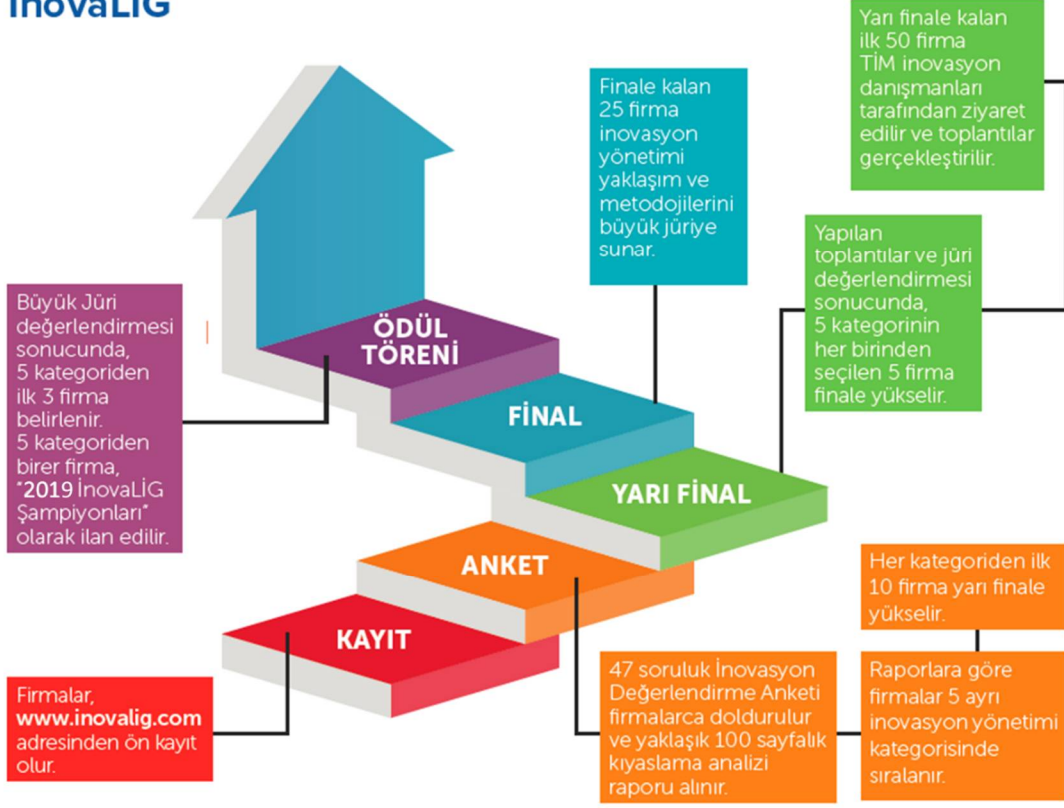 İnovaLİG
Yarı finale kalan
ilk 50 firma
TİM inovasyon
danışmanları
tarafından ziyaret
edilir ve toplantılar
gerçekleştirilir.
Finale kalan
25 firma
inovasyon
yönetimi
yaklaşım ve
metodojilerini
büyük jüriye
sunar.
Yapılan
toplantılar ve jüri
değerlendirmesi
sonucunda,
5 kategorinin
her birinden
seçilen 5 firma
finale yükselir.
Büyük Jüri
değerlendirmesi
sonucunda,
5 kategoriden
ilk 3 firma
belirlenir.
5 kategoriden
birer firma,
"2019 İnovaLİG
Şampiyonları"
olarak ilan edilir.
ÖDÜL
TÖRENİ
FİNAL
YARI FİNAL
ANKET
KAYIT
Her kategoriden ilk
10 firma yarı finale
yükselir.
Firmalar,
www.inovalig.com
adresinden ön kayıt
olur.
47 soruluk İnovasyon
Değerlendirme Anketi
firmalarca doldurulur
ve yaklaşık 100 sayfalık
kıyaslama analizi
raporu alınır.
Raporlara göre
firmalar 5 ayrı
inovasyon yönetimi
kategorisinde
sıralanır.